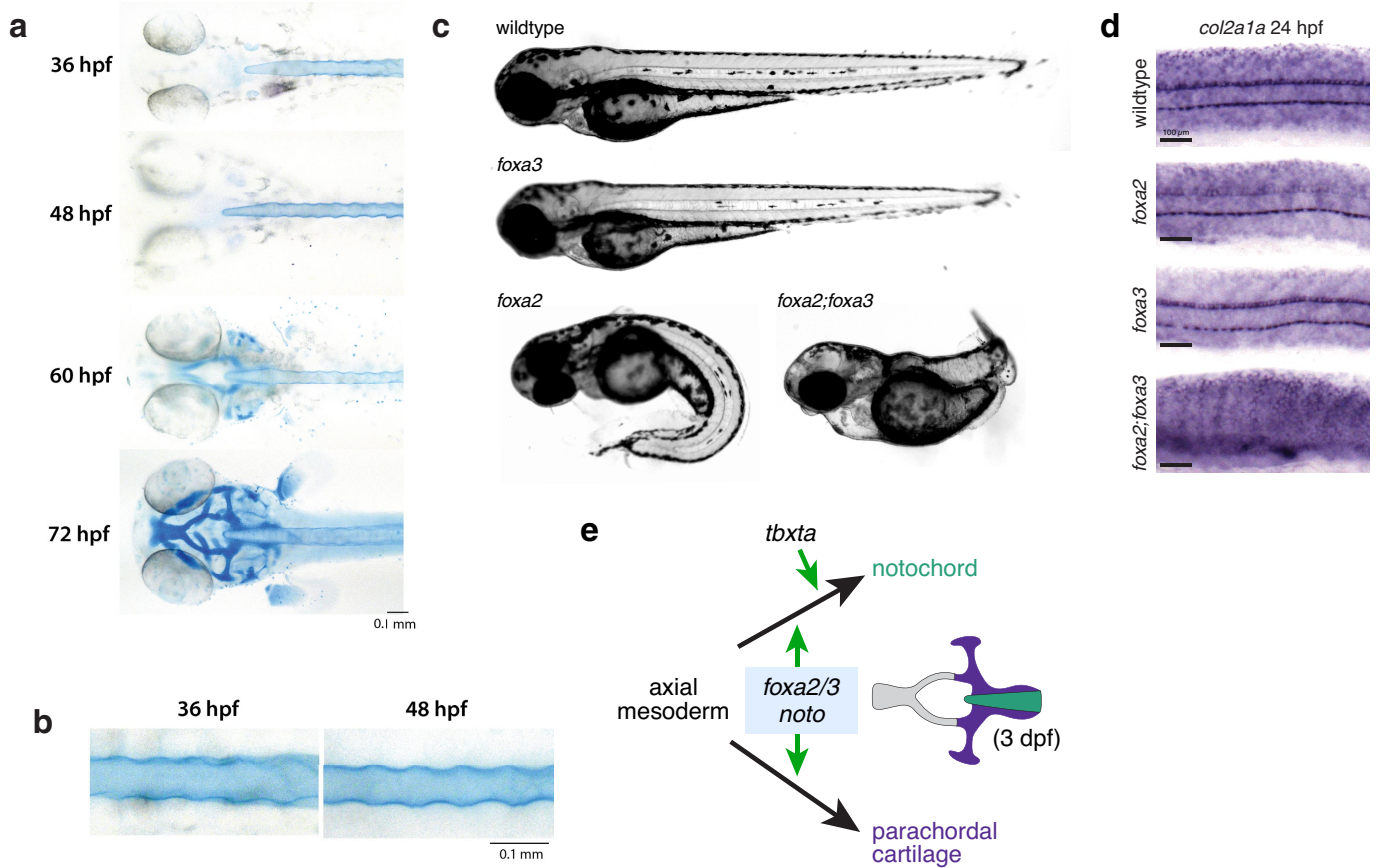 a
36 hpf
48 hpf
60 hpf
72 hpf
0.1 mm
b
36 hpf
48 hpf
0.1 mm
c
wildtype
foxa3
foxa2
foxa2;foxa3
d
col2a1a 24 hpf
wildtype
100 µm
foxa2
foxa3
foxa2;foxa3
e
tbxta
notochord
axial
mesoderm
foxa2/3
noto
(3 dpf)
parachordal
cartilage